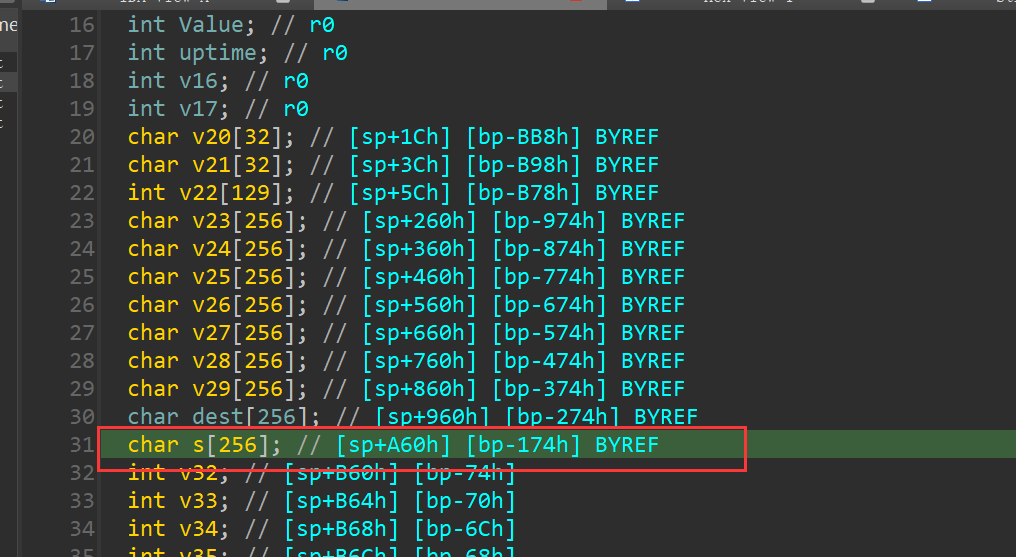 16 int Value; // r0
17 int uptime; // r0
18 int v16; // r0
19 int v17; // r0
20 char v20[32]; // [sp+1Ch] [bp-BB8h] BYREF
21 char v21[32]; // [sp+3Ch] [bp-B98h] BYREF
22 int v22[129]; // [sp+5Ch] [bp-B78h] BYREF
23 char v23[256]; // [sp+260h] [bp-974h] BYREF
24 char v24[256]; // [sp+360h] [bp-874h] BYREF
25 char v25[256]; // [sp+460h] [bp-774h] BYREF
26 char v26[256]; // [sp+560h] [bp-674h] BYREF
27 char v27[256]; // [sp+660h] [bp-574h] BYREF
28 char v28[256]; // [sp+760h] [bp-474h] BYREF
29 char v29[256]; // [sp+860h] [bp-374h] BYREF
30 char dest[256]; // [sp+960h] [bp-274h] BYREF
31 char s[256]; // [sp+A60h] [bp-174h] BYREF
32 int v32; // [sp+B60h] [bp-74h]
33 int v33; // [sp+B64h] [bp-70h]
34 int v34; // [sp+B68h] [bp-6Ch]
35 int v35; // [sp+B6Ch] [bp-68h]